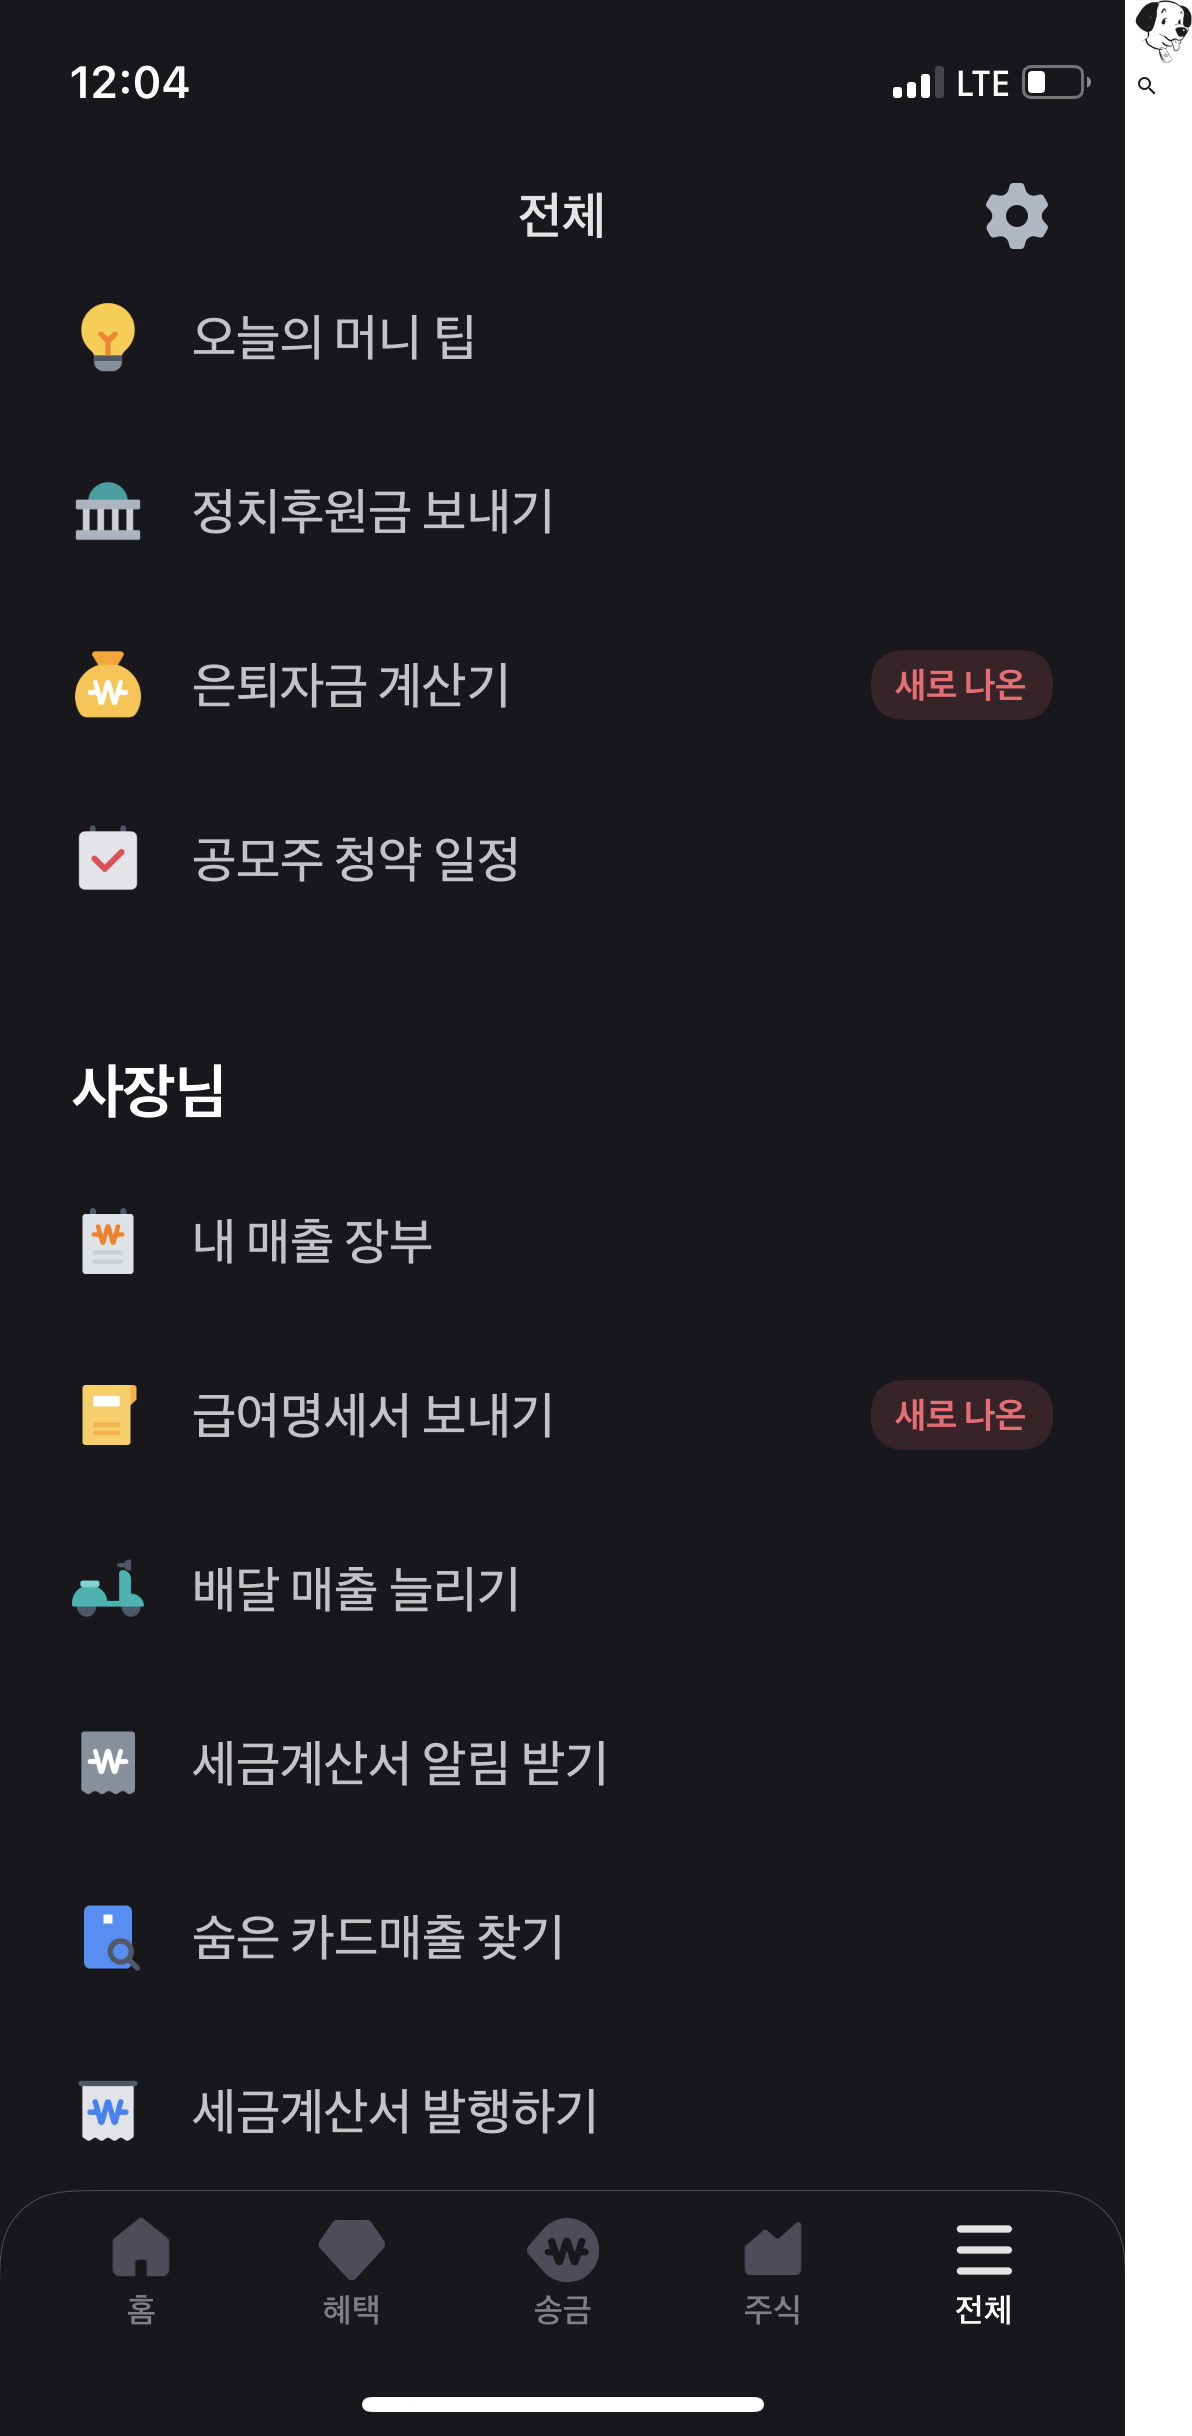 12:04
LTE
전체
오늘의 머니 팁
정치후원금 보내기
은퇴자금 계산기
새로 나온
공모주 청약 일정
사장님
내 매출 장부
급여명세서 보내기
새로 나온
배달 매출 늘리기
세금계산서 알림 받기
숨은 카드매출 찾기
세금계산서 발행하기
홈
혜택
송금
주식
전체